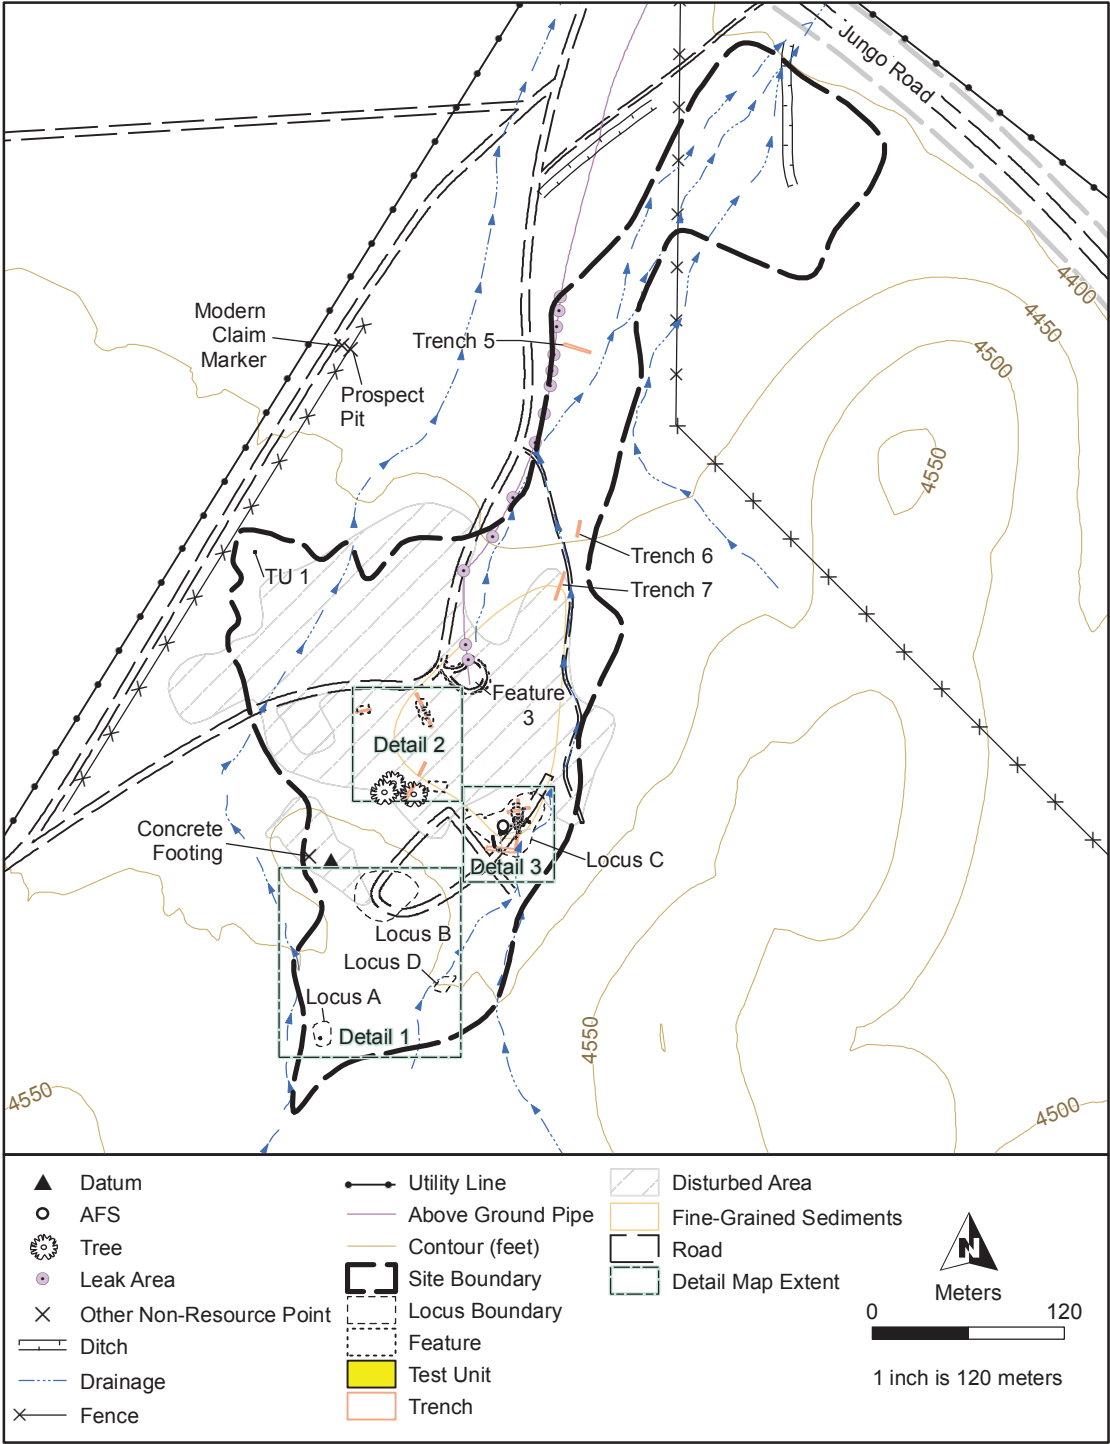 Jungo Road
4400
4450
4500
4550
Modern
Claim
Marker
Trench 5
Prospect
Pit
TU 1
Trench 6
Trench 7
Feature
3
Detail 2
Concrete
Footing
Detail 3
Locus C
Locus B
Locus D
Locus A
Detail 1
4550
4550
4500
Datum
AFS
Tree
Leak Area
Other Non-Resource Point
Ditch
Drainage
Fence
Utility Line
Above Ground Pipe
Contour (feet)
Site Boundary
Locus Boundary
Feature
Test Unit
Trench
Disturbed Area
Fine-Grained Sediments
Road
Detail Map Extent
N
Meters
0 120
1 inch is 120 meters